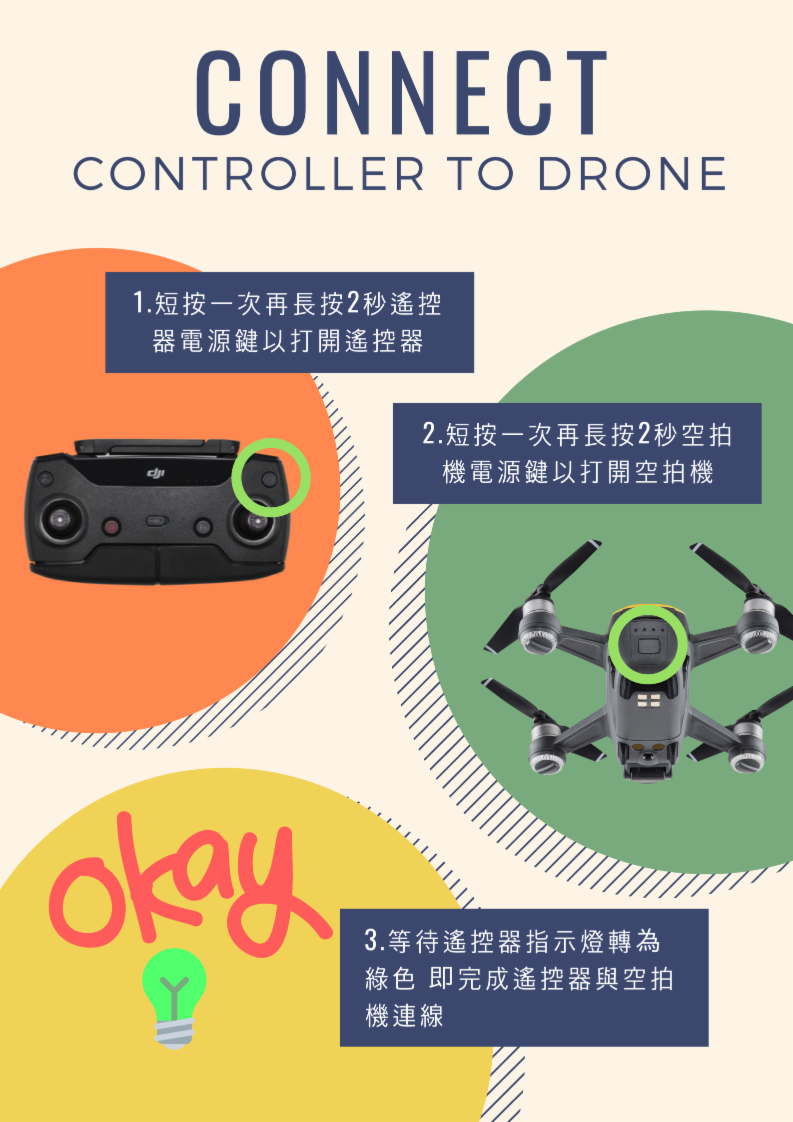 CONNECT
CONTROLLER TO DRONE
1.短按一次再長按2秒遙控
器電源鍵以打開遙控器
2.短按一次再長按2秒空拍
機電源鍵以打開空拍機
dji
okay
3.等待遙控器指示燈轉為
綠色 即完成遙控器與空拍
機連線